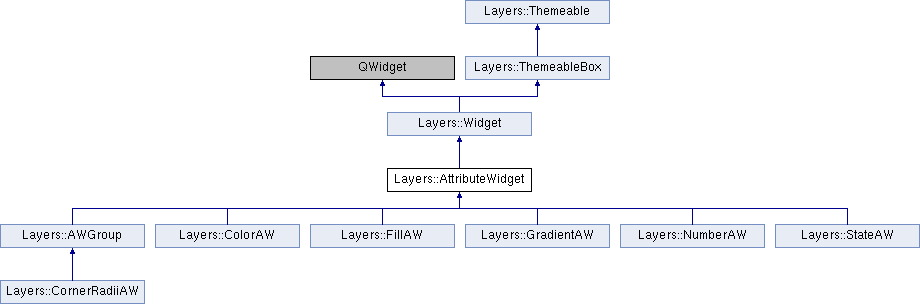 Layers::Themeable
QWidget
Layers::ThemeableBox
Layers::Widget
Layers::AttributeWidget
Layers::AWGroup
Layers::ColorAW
Layers::FillAW
Layers::GradientAW
Layers::NumberAW
Layers::StateAW
Layers::CornerRadiiAW